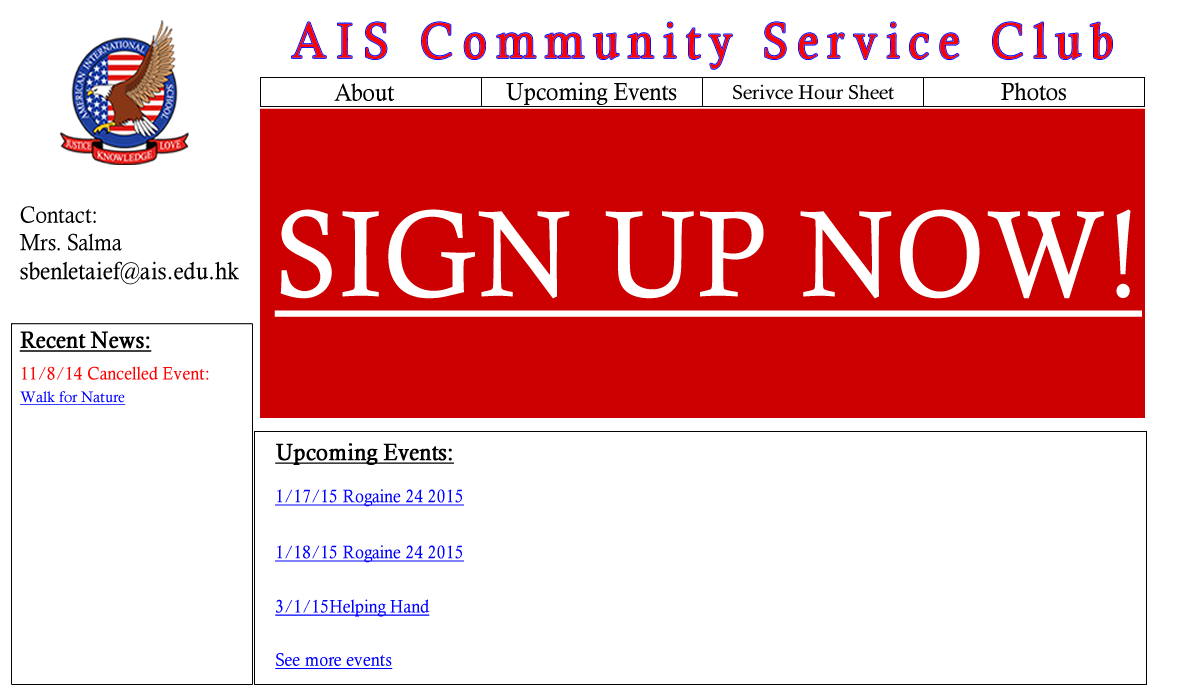 AMERICAN INTERNATIONAL SCHOOL
JUSTICE KNOWLEDGE LOVE
AIS Community Service Club
About Upcoming Events Serivce Hour Sheet Photos
SIGN UP NOW!
Contact:
Mrs. Salma
sbenletaief@ais.edu.hk
Recent News:
11/8/14 Cancelled Event:
Walk for Nature
Upcoming Events:
1/17/15 Rogaine 24 2015
1/18/15 Rogaine 24 2015
3/1/15Helping Hand
See more events